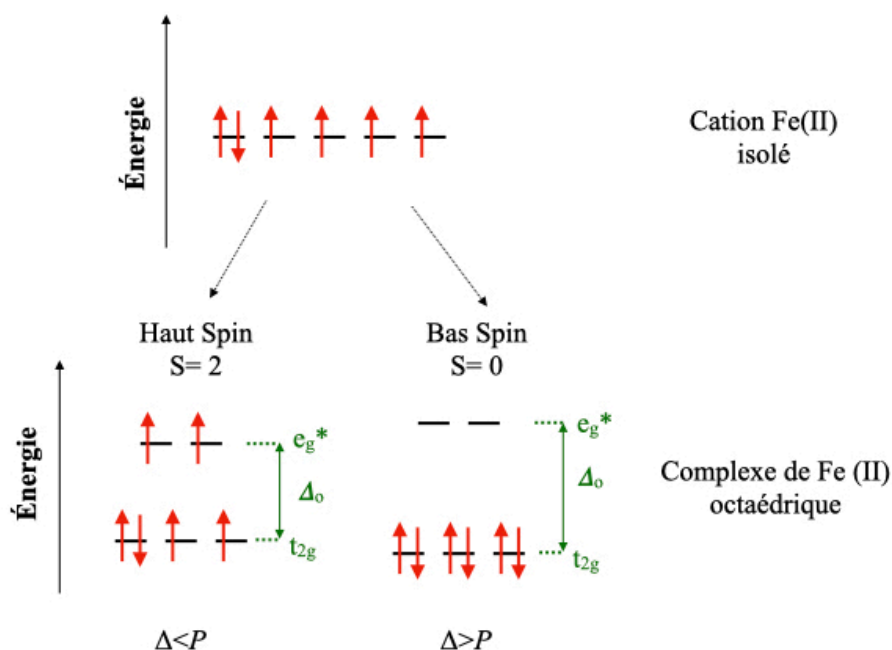 Énergie
Cation Fe(II)
isolé
Haut Spin
S= 2
Bas Spin
S= 0
Énergie
eg*
Δo
t2g
eg*
Δo
t2g
Complexe de Fe (II)
octaédrique
Δ<P
Δ>P